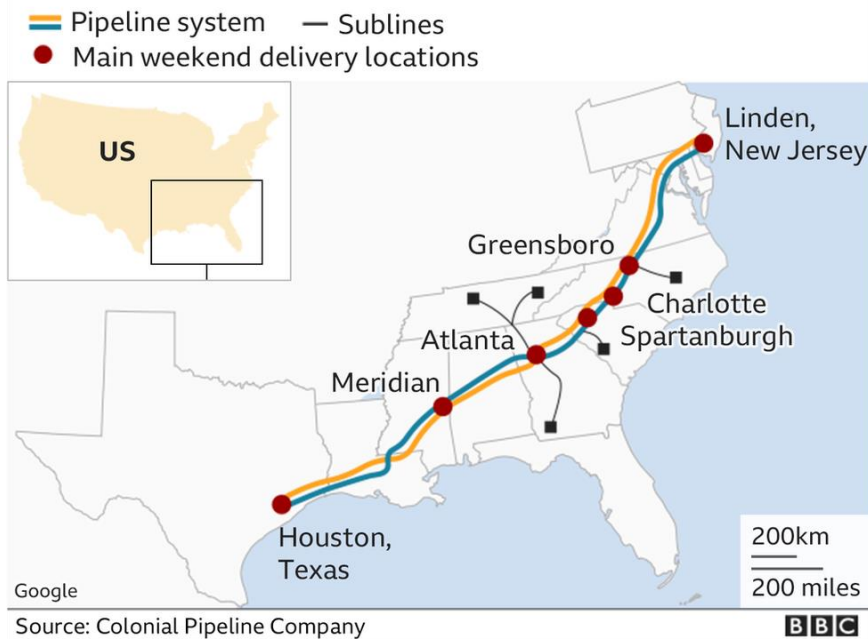 Pipeline system
Sublines
Main weekend delivery locations
US
Linden,
New Jersey
Greensboro
Charlotte
Spartanburgh
Atlanta
Meridian
Houston,
Texas
200km
200 miles
Google
Source: Colonial Pipeline Company
BBC